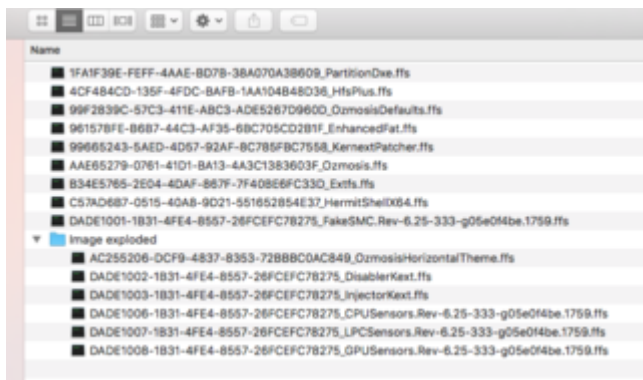 Name
1FA1F39E-FEFF-4AAE-BD7B-38A070A3B609_PartitionDxe.ffs
4CF484CD-135F-4FDC-BAFB-1AA104B48D36_HfsPlus.ffs
99F2839C-57C3-411E-ABC3-ADE5267D960D_OzmosisDefaults.ffs
961578FE-B6B7-44C3-AF35-6BC705CD2B1F_EnhancedFat.ffs
99665243-5AED-4D57-92AF-8C785FBC7558_KernextPatcher.ffs
AAE65279-0761-41D1-BA13-4A3C1383603F_Ozmosis.ffs
B34E5765-2E04-4DAF-867F-7F40BE6FC33D_Extfs.ffs
C57AD6B7-0515-40A8-9D21-551652854E37_HermitShellX64.ffs
DADE1001-1B31-4FE4-8557-26FCEFC78275_FakeSMC.Rev-6.25-333-g05e0f4be.1759.ffs
Image exploded
AC255206-DCF9-4837-8353-72BBBC0AC849_OzmosisHorizontalTheme.ffs
DADE1002-1B31-4FE4-8557-26FCEFC78275_DisablerKext.ffs
DADE1003-1B31-4FE4-8557-26FCEFC78275_InjectorKext.ffs
DADE1006-1B31-4FE4-8557-26FCEFC78275_CPUSensors.Rev-6.25-333-g05e0f4be.1759.ffs
DADE1007-1B31-4FE4-8557-26FCEFC78275_LPCSensors.Rev-6.25-333-g05e0f4be.1759.ffs
DADE1008-1B31-4FE4-8557-26FCEFC78275_GPUSensors.Rev-6.25-333-g05e0f4be.1759.ffs